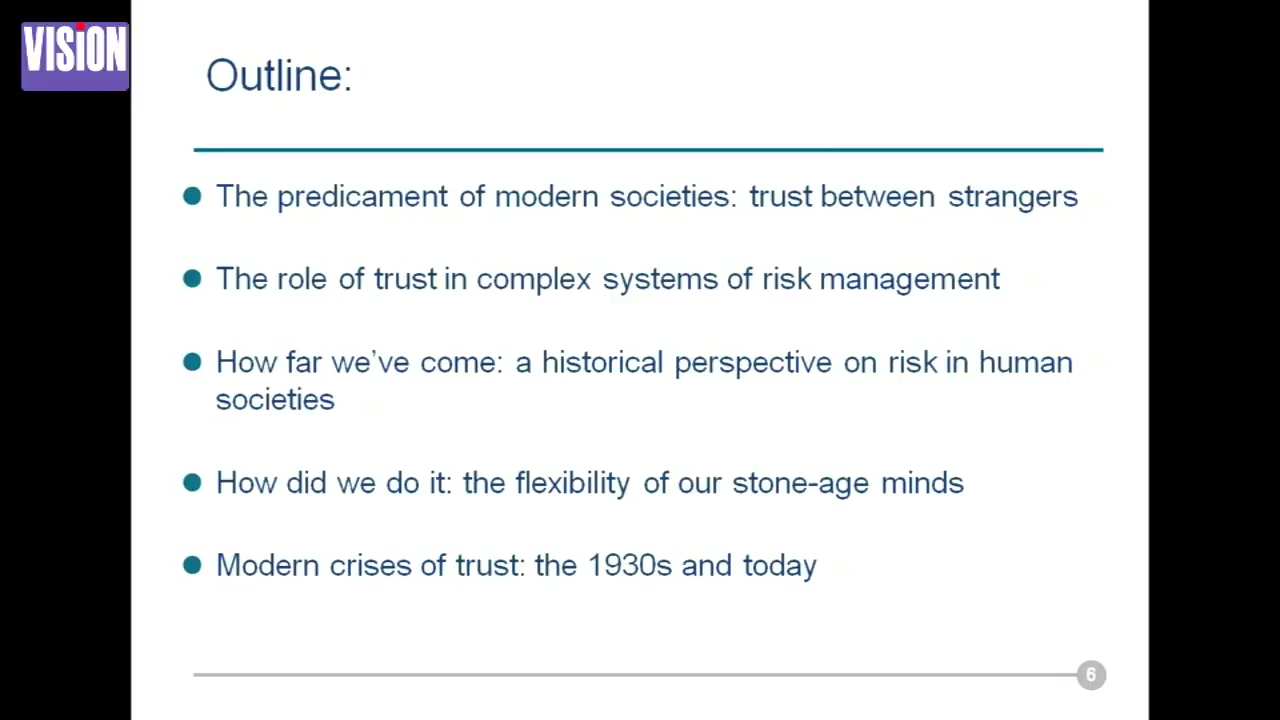 VISION
Outline:
The predicament of modern societies: trust between strangers
The role of trust in complex systems of risk management
How far we've come: a historical perspective on risk in human
societies
How did we do it: the flexibility of our stone-age minds
Modern crises of trust: the 1930s and today
6